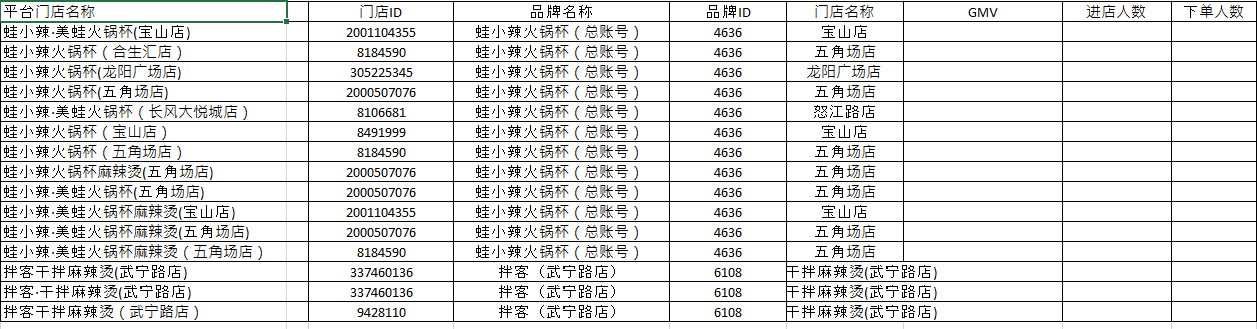 平台门店名称 门店ID 品牌名称 品牌ID 门店名称 GMV 进店人数 下单人数
蛙小辣·美蛙火锅杯(宝山店) 2001104355 蛙小辣火锅杯（总账号） 4636 宝山店
蛙小辣火锅杯（合生汇店） 8184590 蛙小辣火锅杯（总账号） 4636 五角场店
蛙小辣火锅杯(龙阳广场店) 305225345 蛙小辣火锅杯（总账号） 4636 龙阳广场店
蛙小辣火锅杯(五角场店) 2000507076 蛙小辣火锅杯（总账号） 4636 五角场店
蛙小辣·美蛙火锅杯（长风大悦城店） 8106681 蛙小辣火锅杯（总账号） 4636 怒江路店
蛙小辣火锅杯（宝山店） 8491999 蛙小辣火锅杯（总账号） 4636 宝山店
蛙小辣火锅杯（五角场店） 8184590 蛙小辣火锅杯（总账号） 4636 五角场店
蛙小辣火锅杯麻辣烫(五角场店) 2000507076 蛙小辣火锅杯（总账号） 4636 五角场店
蛙小辣·美蛙火锅杯(五角场店) 2000507076 蛙小辣火锅杯（总账号） 4636 五角场店
蛙小辣·美蛙火锅杯麻辣烫(宝山店) 2001104355 蛙小辣火锅杯（总账号） 4636 宝山店
蛙小辣·美蛙火锅杯麻辣烫(五角场店) 2000507076 蛙小辣火锅杯（总账号） 4636 五角场店
蛙小辣·美蛙火锅杯麻辣烫（五角场店） 8184590 蛙小辣火锅杯（总账号） 4636 五角场店
拌客干拌麻辣烫(武宁路店) 337460136 拌客（武宁路店） 6108 干拌麻辣烫(武宁路店)
拌客·干拌麻辣烫(武宁路店) 337460136 拌客（武宁路店） 6108 干拌麻辣烫(武宁路店)
拌客干拌麻辣烫（武宁路店） 9428110 拌客（武宁路店） 6108 干拌麻辣烫(武宁路店)